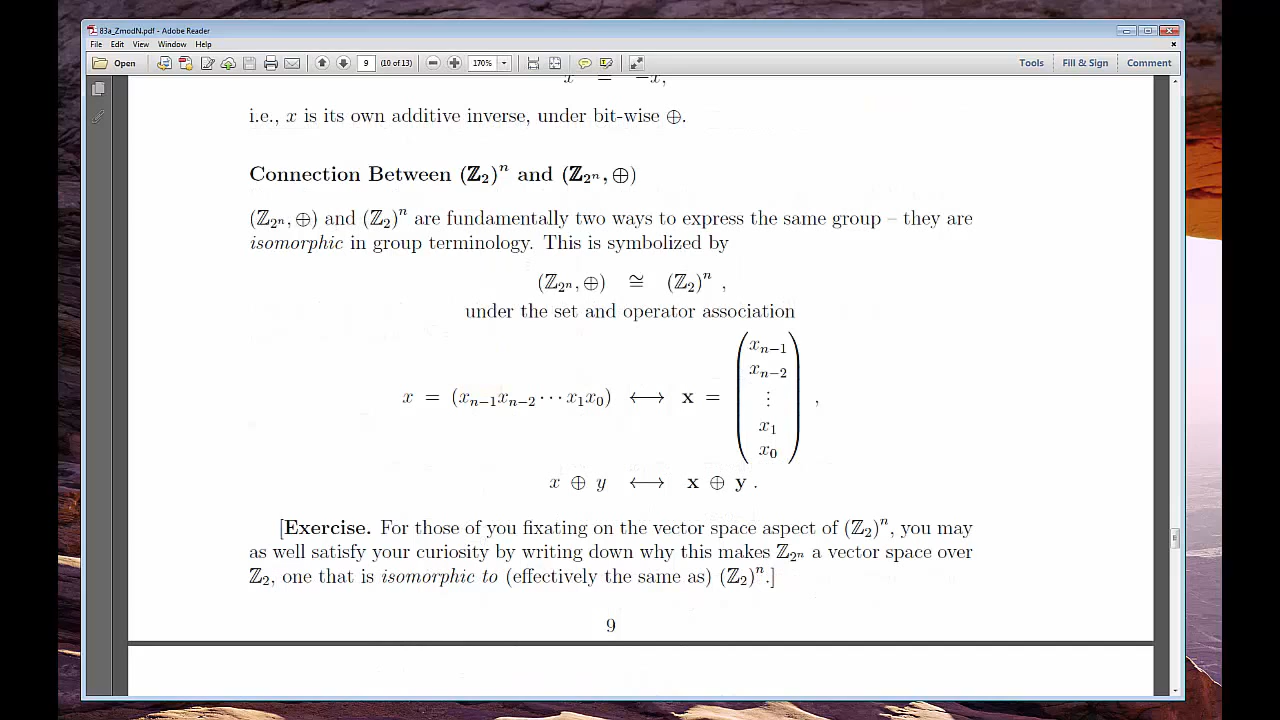 83a_ZmodN.pdf - Adobe Reader
File Edit View Window Help
Open 9 (10 of 13) 170% Tools Fill & Sign Comment
x = −x,
i.e., x is its own additive inverse, under bit-wise ⊕.
Connection Between (ℤ₂)ⁿ and (ℤ₂ⁿ, ⊕)
(ℤ₂ⁿ, ⊕) and (ℤ₂)ⁿ are fundamentally two ways to express the same group – they are
isomorphic in group terminology. This is symbolized by
(ℤ₂ⁿ, ⊕) ≅ (ℤ₂)ⁿ ,
under the set and operator association
x = (xₙ₋₁xₙ₋₂ ⋯ x₁x₀) ⟷ x = (xₙ₋₁ xₙ₋₂ ⋮ x₁ x₀) ,
x ⊕ y ⟷ x ⊕ y .
[Exercise. For those of you fixating on the vector space aspect of (ℤ₂)ⁿ, you may
as well satisfy your curiosity by writing down why this makes ℤ₂ⁿ a vector space over
ℤ₂, one that is isomorphic to (effectively the same as) (ℤ₂)ⁿ.]
9